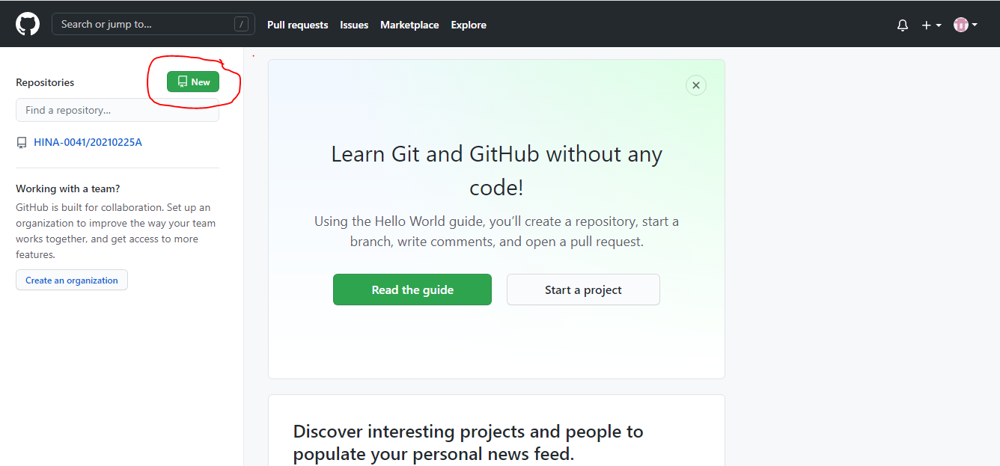 Search or jump to... /
Pull requests Issues Marketplace Explore
Repositories
New
Find a repository...
HINA-0041/20210225A
Working with a team?
GitHub is built for collaboration. Set up an
organization to improve the way your team
works together, and get access to more
features.
Create an organization
Learn Git and GitHub without any
code!
Using the Hello World guide, you’ll create a repository, start a
branch, write comments, and open a pull request.
Read the guide
Start a project
Discover interesting projects and people to
populate your personal news feed.